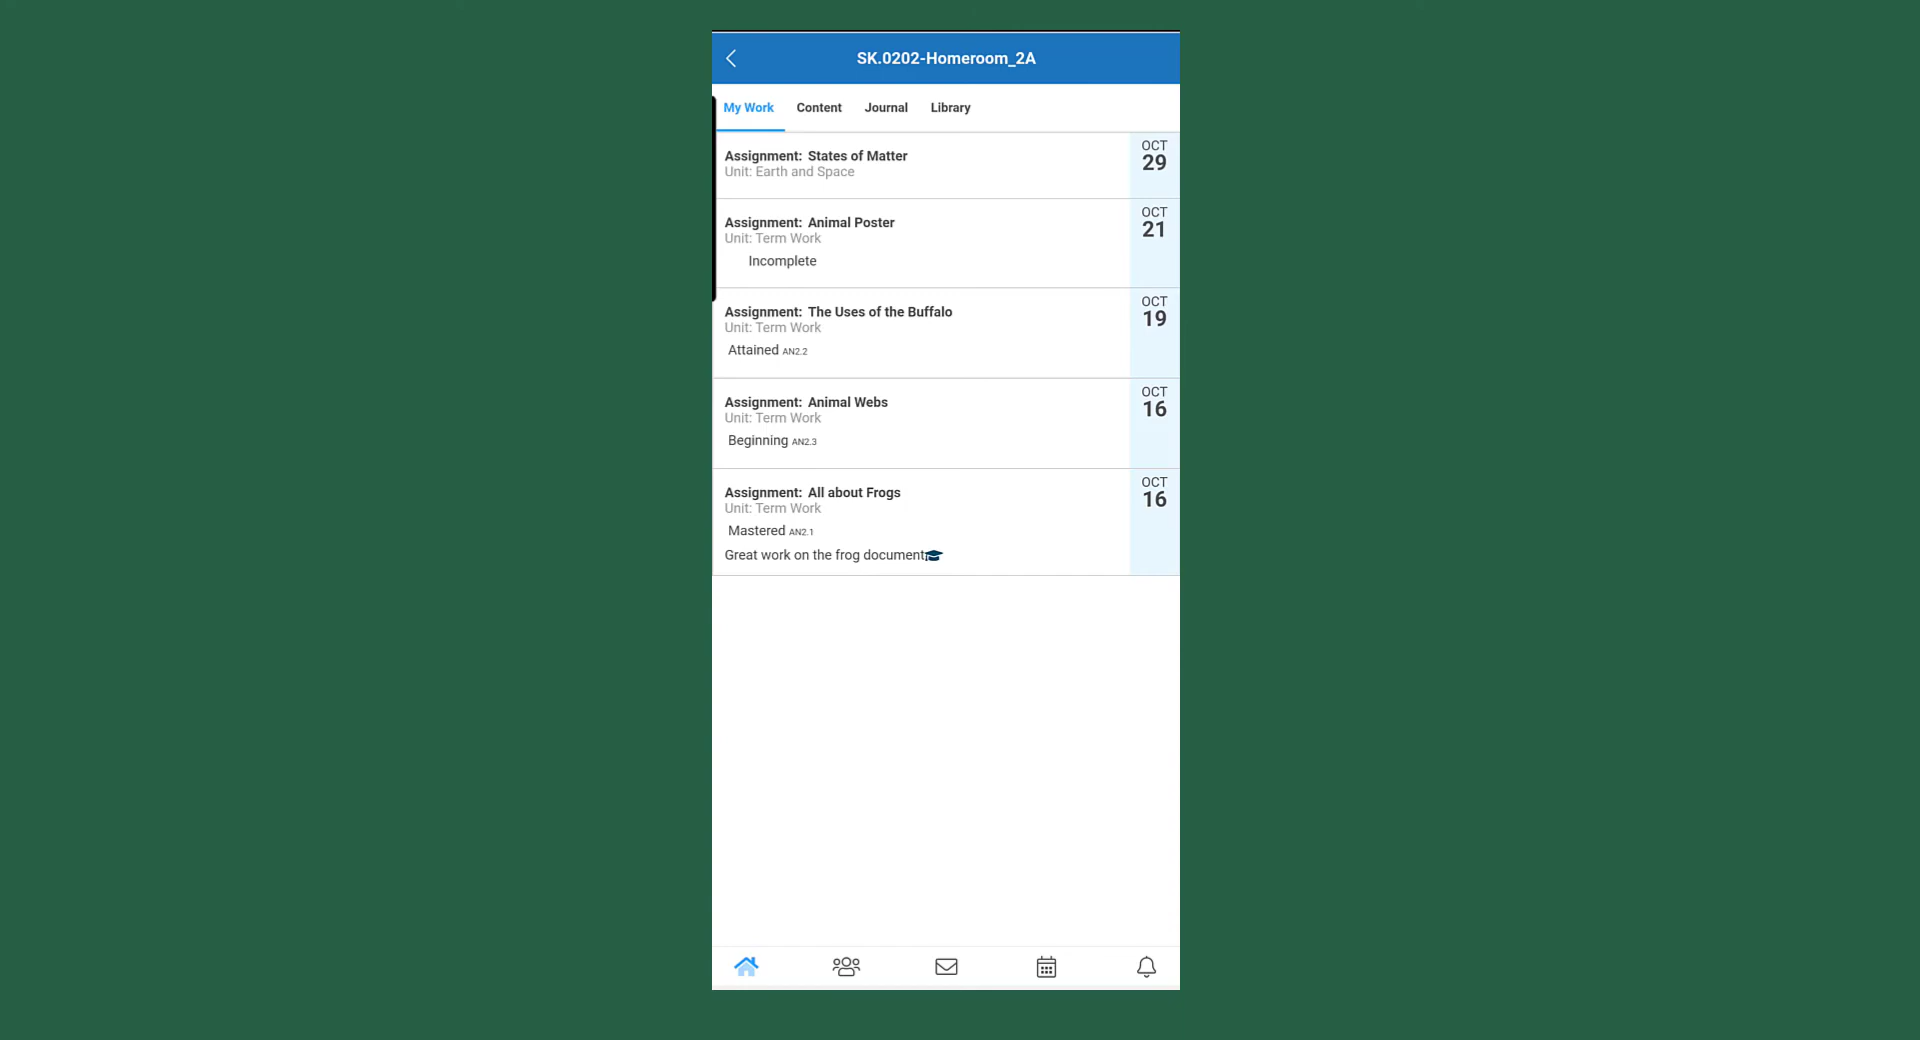 SK.0202-Homeroom_2A
My Work Content Journal Library
Assignment: States of Matter
Unit: Earth and Space
OCT
29
Assignment: Animal Poster
Unit: Term Work
Incomplete
OCT
21
Assignment: The Uses of the Buffalo
Unit: Term Work
Attained AN2.2
OCT
19
Assignment: Animal Webs
Unit: Term Work
Beginning AN2.3
OCT
16
Assignment: All about Frogs
Unit: Term Work
Mastered AN2.1
Great work on the frog document
OCT
16